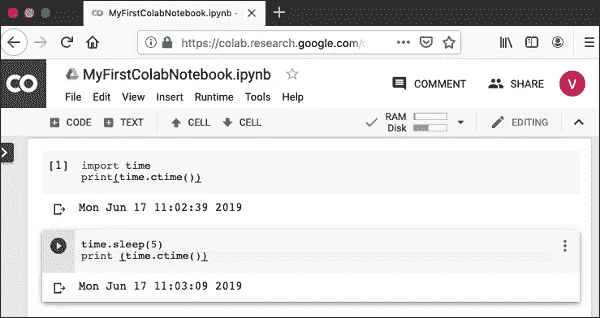 CO MyFirstColabNotebook.ipynb - 
https://colab.research.google.com/
CO
MyFirstColabNotebook.ipynb
COMMENT
SHARE
V
File Edit View Insert Runtime Tools Help
CODE TEXT CELL CELL
RAM
Disk
EDITING
[1] import time
print(time.ctime())
Mon Jun 17 11:02:39 2019
time.sleep(5)
print (time.ctime())
Mon Jun 17 11:03:09 2019